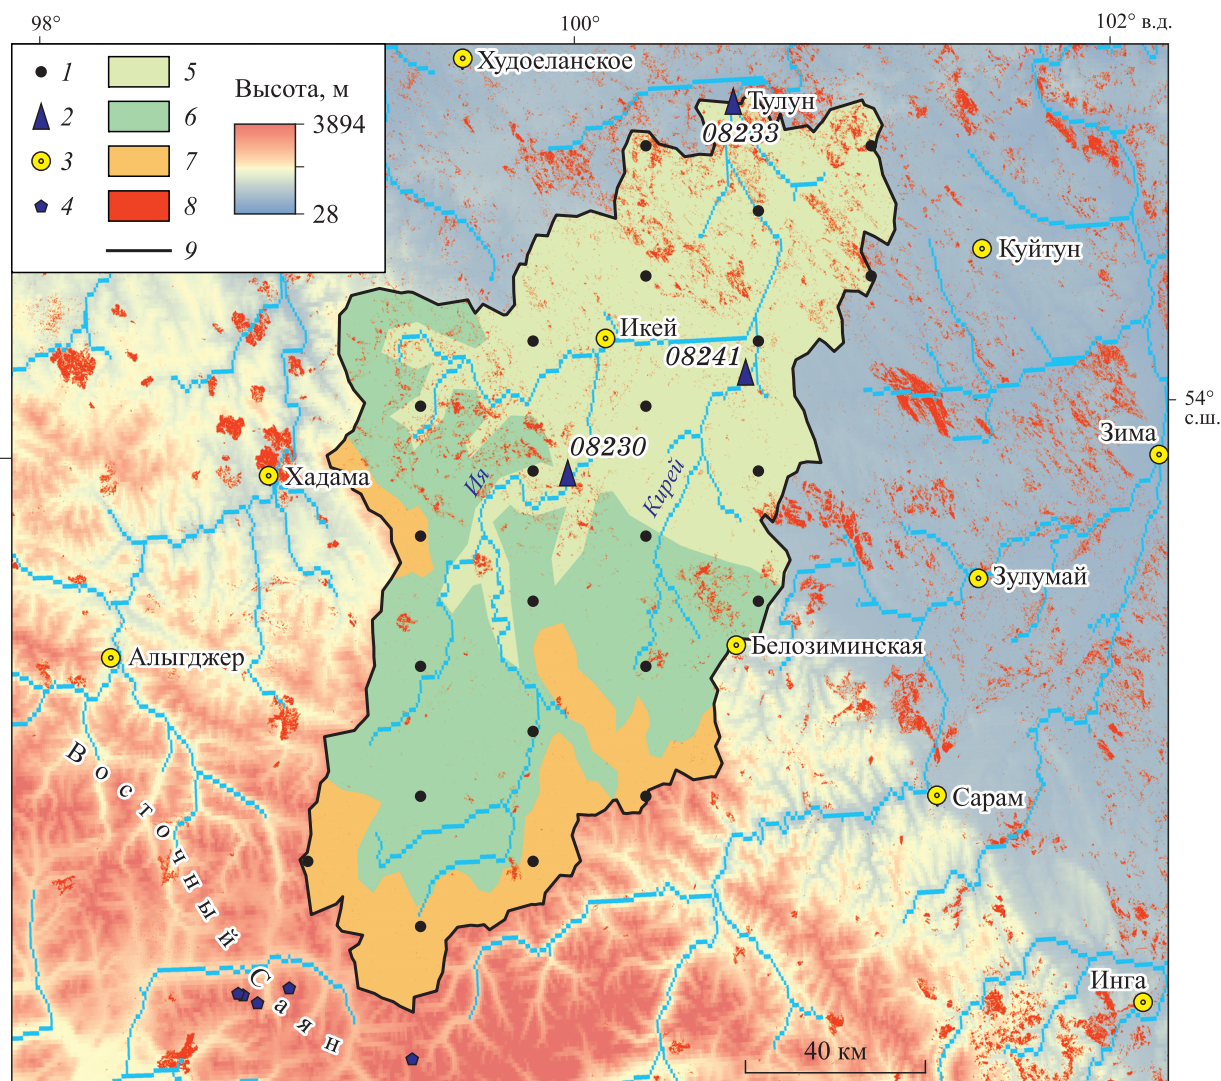 98°
100°
102° в.д.
1
2
3
4
5
6
7
8
9
Высота, м
3894
28
Худоеланское
Тулун
08233
Куйтун
Икей
08241
54°
с.ш.
Зима
08230
Хадама
Ия
Кирей
Зулумай
Алыгджер
Белозиминская
Восточный Саян
Сарам
Инга
40 км